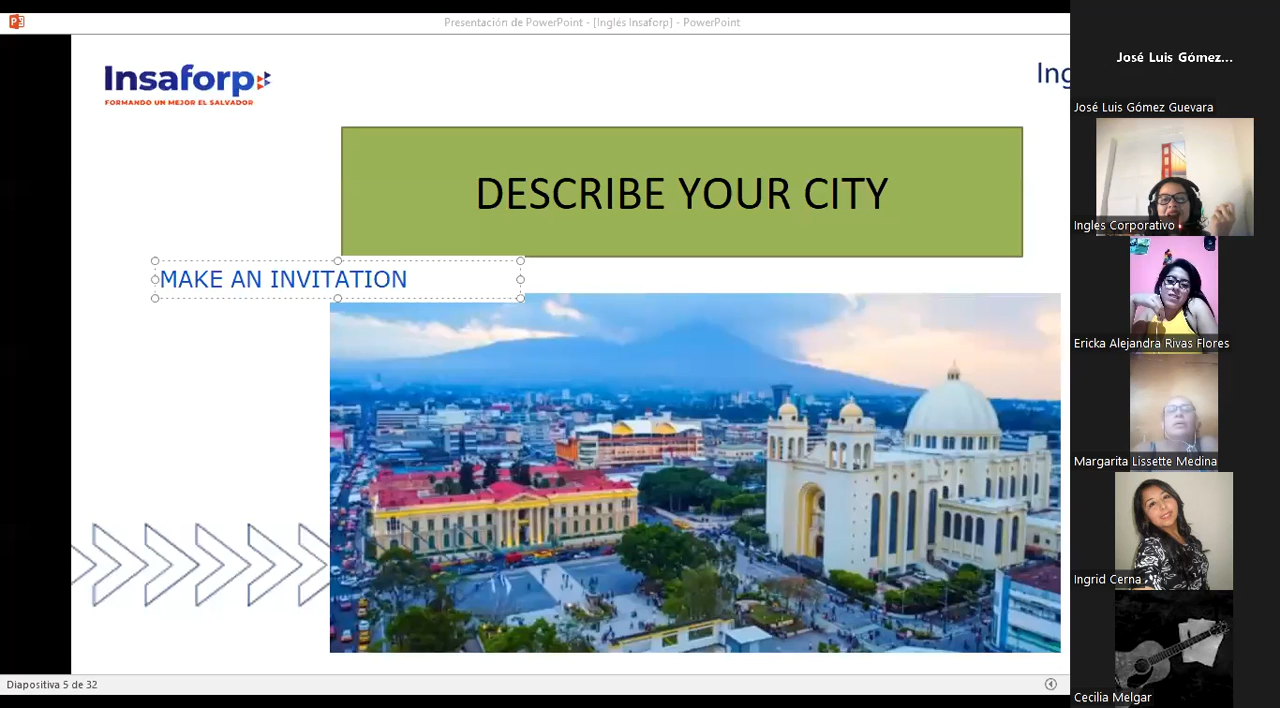 Presentación de PowerPoint - [Inglés Insaforp] - PowerPoint
Insaforp
FORMANDO UN MEJOR EL SALVADOR
Ing
DESCRIBE YOUR CITY
MAKE AN INVITATION
Diapositiva 5 de 32
José Luis Gómez...
José Luis Gómez Guevara
Ingles Corporativo
Ericka Alejandra Rivas Flores
Margarita Lissette Medina
Ingrid Cerna
Cecilia Melgar